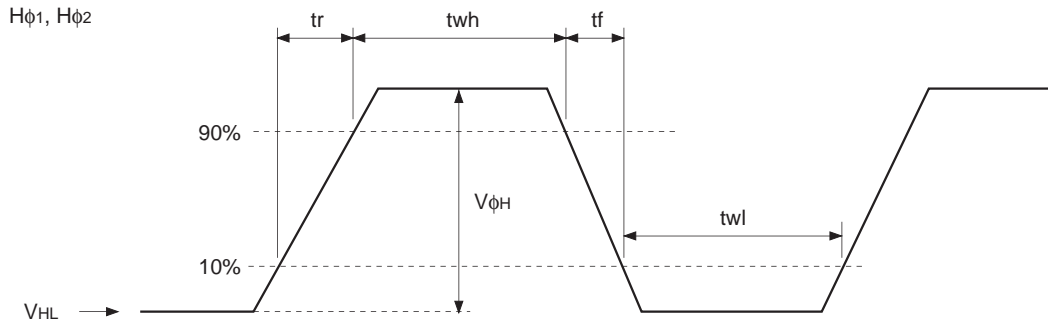 Hϕ1, Hϕ2
tr twh tf
90%
VϕH
twl
10%
VHL